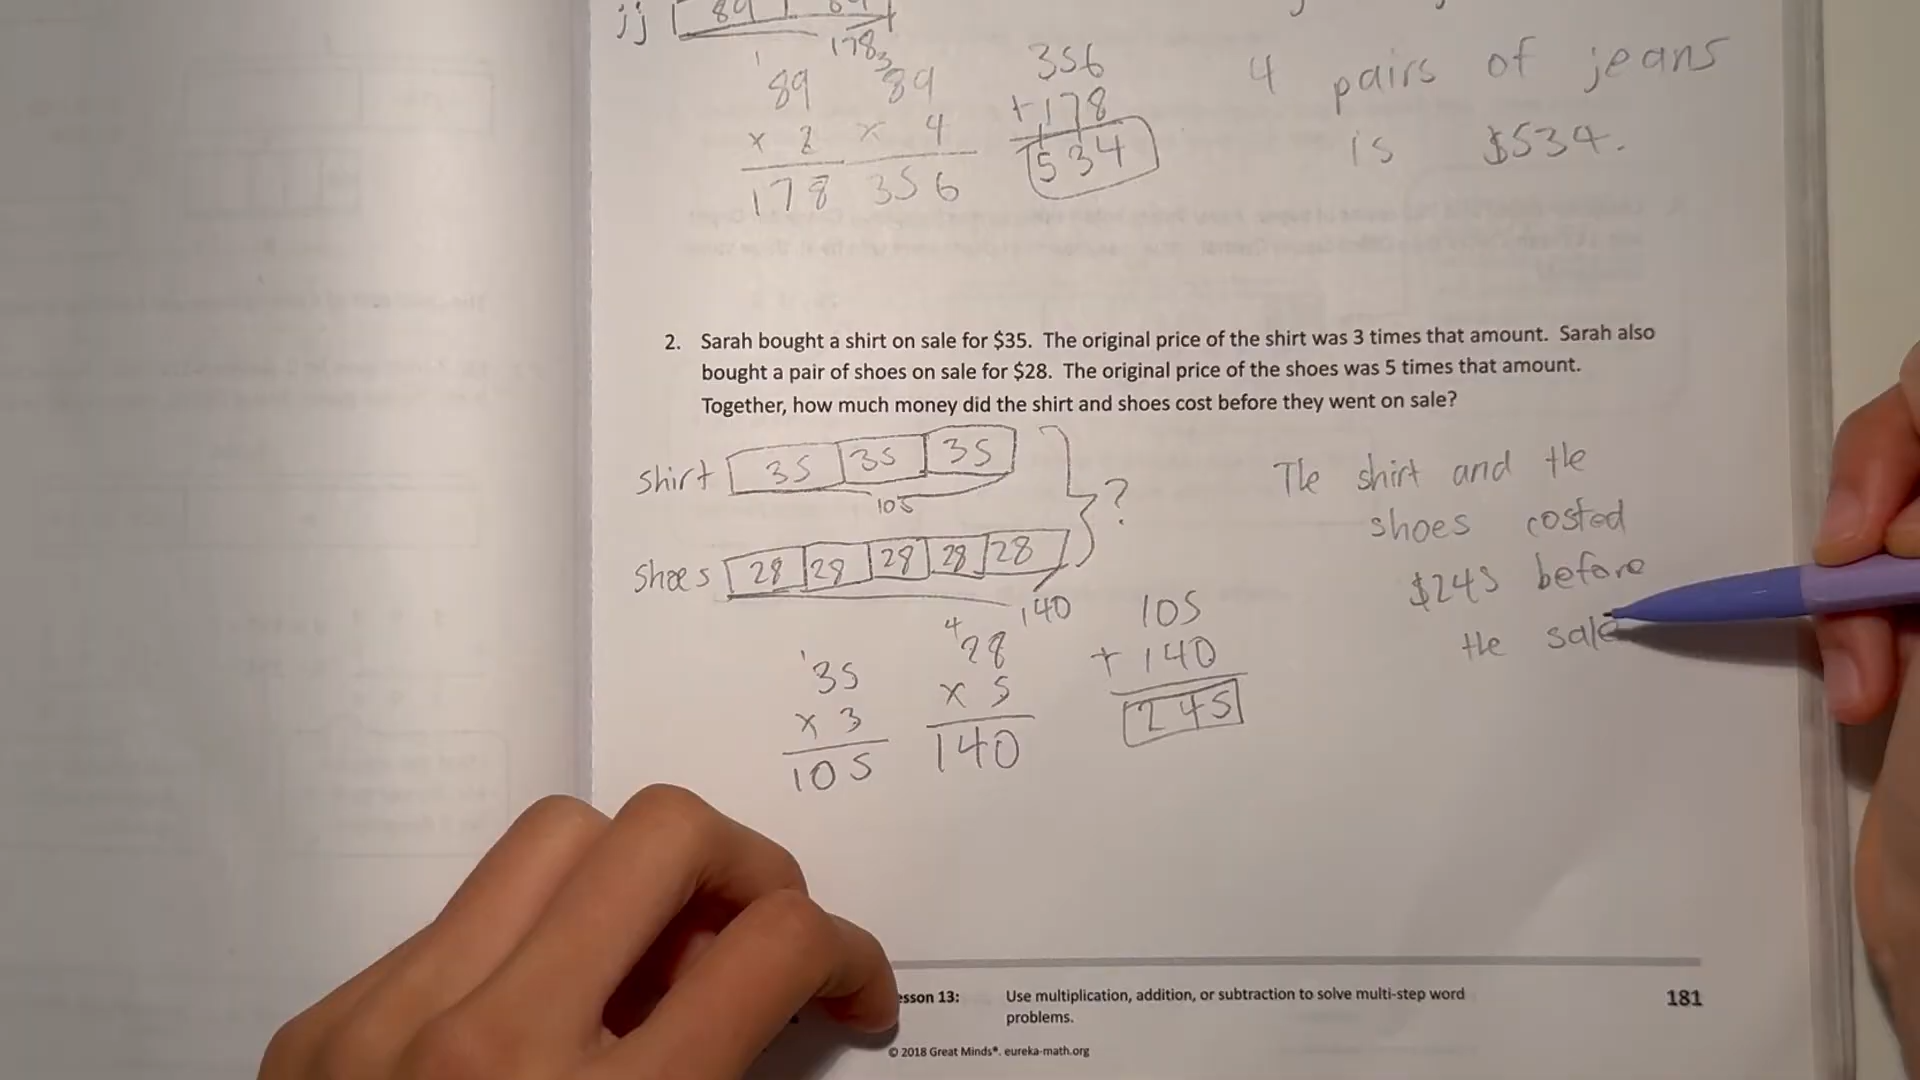 jj 89 89
178
89
x 2
178
3
89
x 4
356
356
+178
534
4 pairs of jeans
is $534.
2. Sarah bought a shirt on sale for $35. The original price of the shirt was 3 times that amount. Sarah also
bought a pair of shoes on sale for $28. The original price of the shoes was 5 times that amount.
Together, how much money did the shirt and shoes cost before they went on sale?
shirt 35 35 35
105
?
shoes 28 28 28 28 28
140
1
35
x 3
105
4
28
x 5
140
105
+ 140
245
The shirt and the
shoes costed
$245 before
the sale
esson 13: Use multiplication, addition, or subtraction to solve multi-step word
problems.
181
© 2018 Great Minds®. eureka-math.org